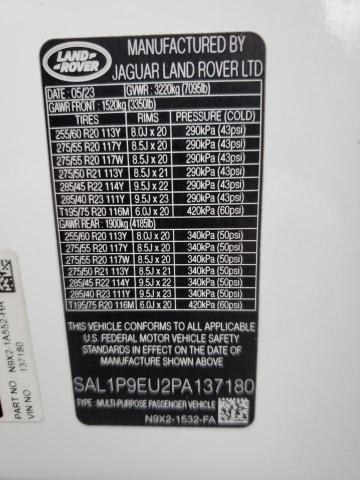 LAND ROVER
MANUFACTURED BY
JAGUAR LAND ROVER LTD
DATE : 05/23 GVWR : 3220kg (7095lb)
GAWR FRONT : 1520kg (3350lb)
TIRES RIMS PRESSURE (COLD)
255/60 R20 113Y 8.0J x 20 290kPa (43psi)
275/55 R20 117Y 8.5J x 20 290kPa (43psi)
275/55 R20 117W 8.5J x 20 290kPa (43psi)
275/50 R21 113Y 8.5J x 21 290kPa (43psi)
285/45 R22 114Y 9.5J x 22 290kPa (43psi)
285/40 R23 111Y 9.5J x 23 290kPa (43psi)
T195/75 R20 116M 6.0J x 20 420kPa (60psi)
GAWR REAR : 1900kg (4185lb)
255/60 R20 113Y 8.0J x 20 340kPa (50psi)
275/55 R20 117Y 8.5J x 20 340kPa (50psi)
275/55 R20 117W 8.5J x 20 340kPa (50psi)
275/50 R21 113Y 8.5J x 21 340kPa (50psi)
285/45 R22 114Y 9.5J x 22 340kPa (50psi)
285/40 R23 111Y 9.5J x 23 340kPa (50psi)
T195/75 R20 116M 6.0J x 20 420kPa (60psi)
THIS VEHICLE CONFORMS TO ALL APPLICABLE
U.S. FEDERAL MOTOR VEHICLE SAFETY STANDARDS
IN EFFECT ON THE DATE OF MANUFACTURE SHOWN ABOVE
SAL1P9EU2PA137180
TYPE : MULTI-PURPOSE PASSENGER VEHICLE
N9X2-1532-FA
PART NO. N9X2-1A552-HA
VIN NO 137180